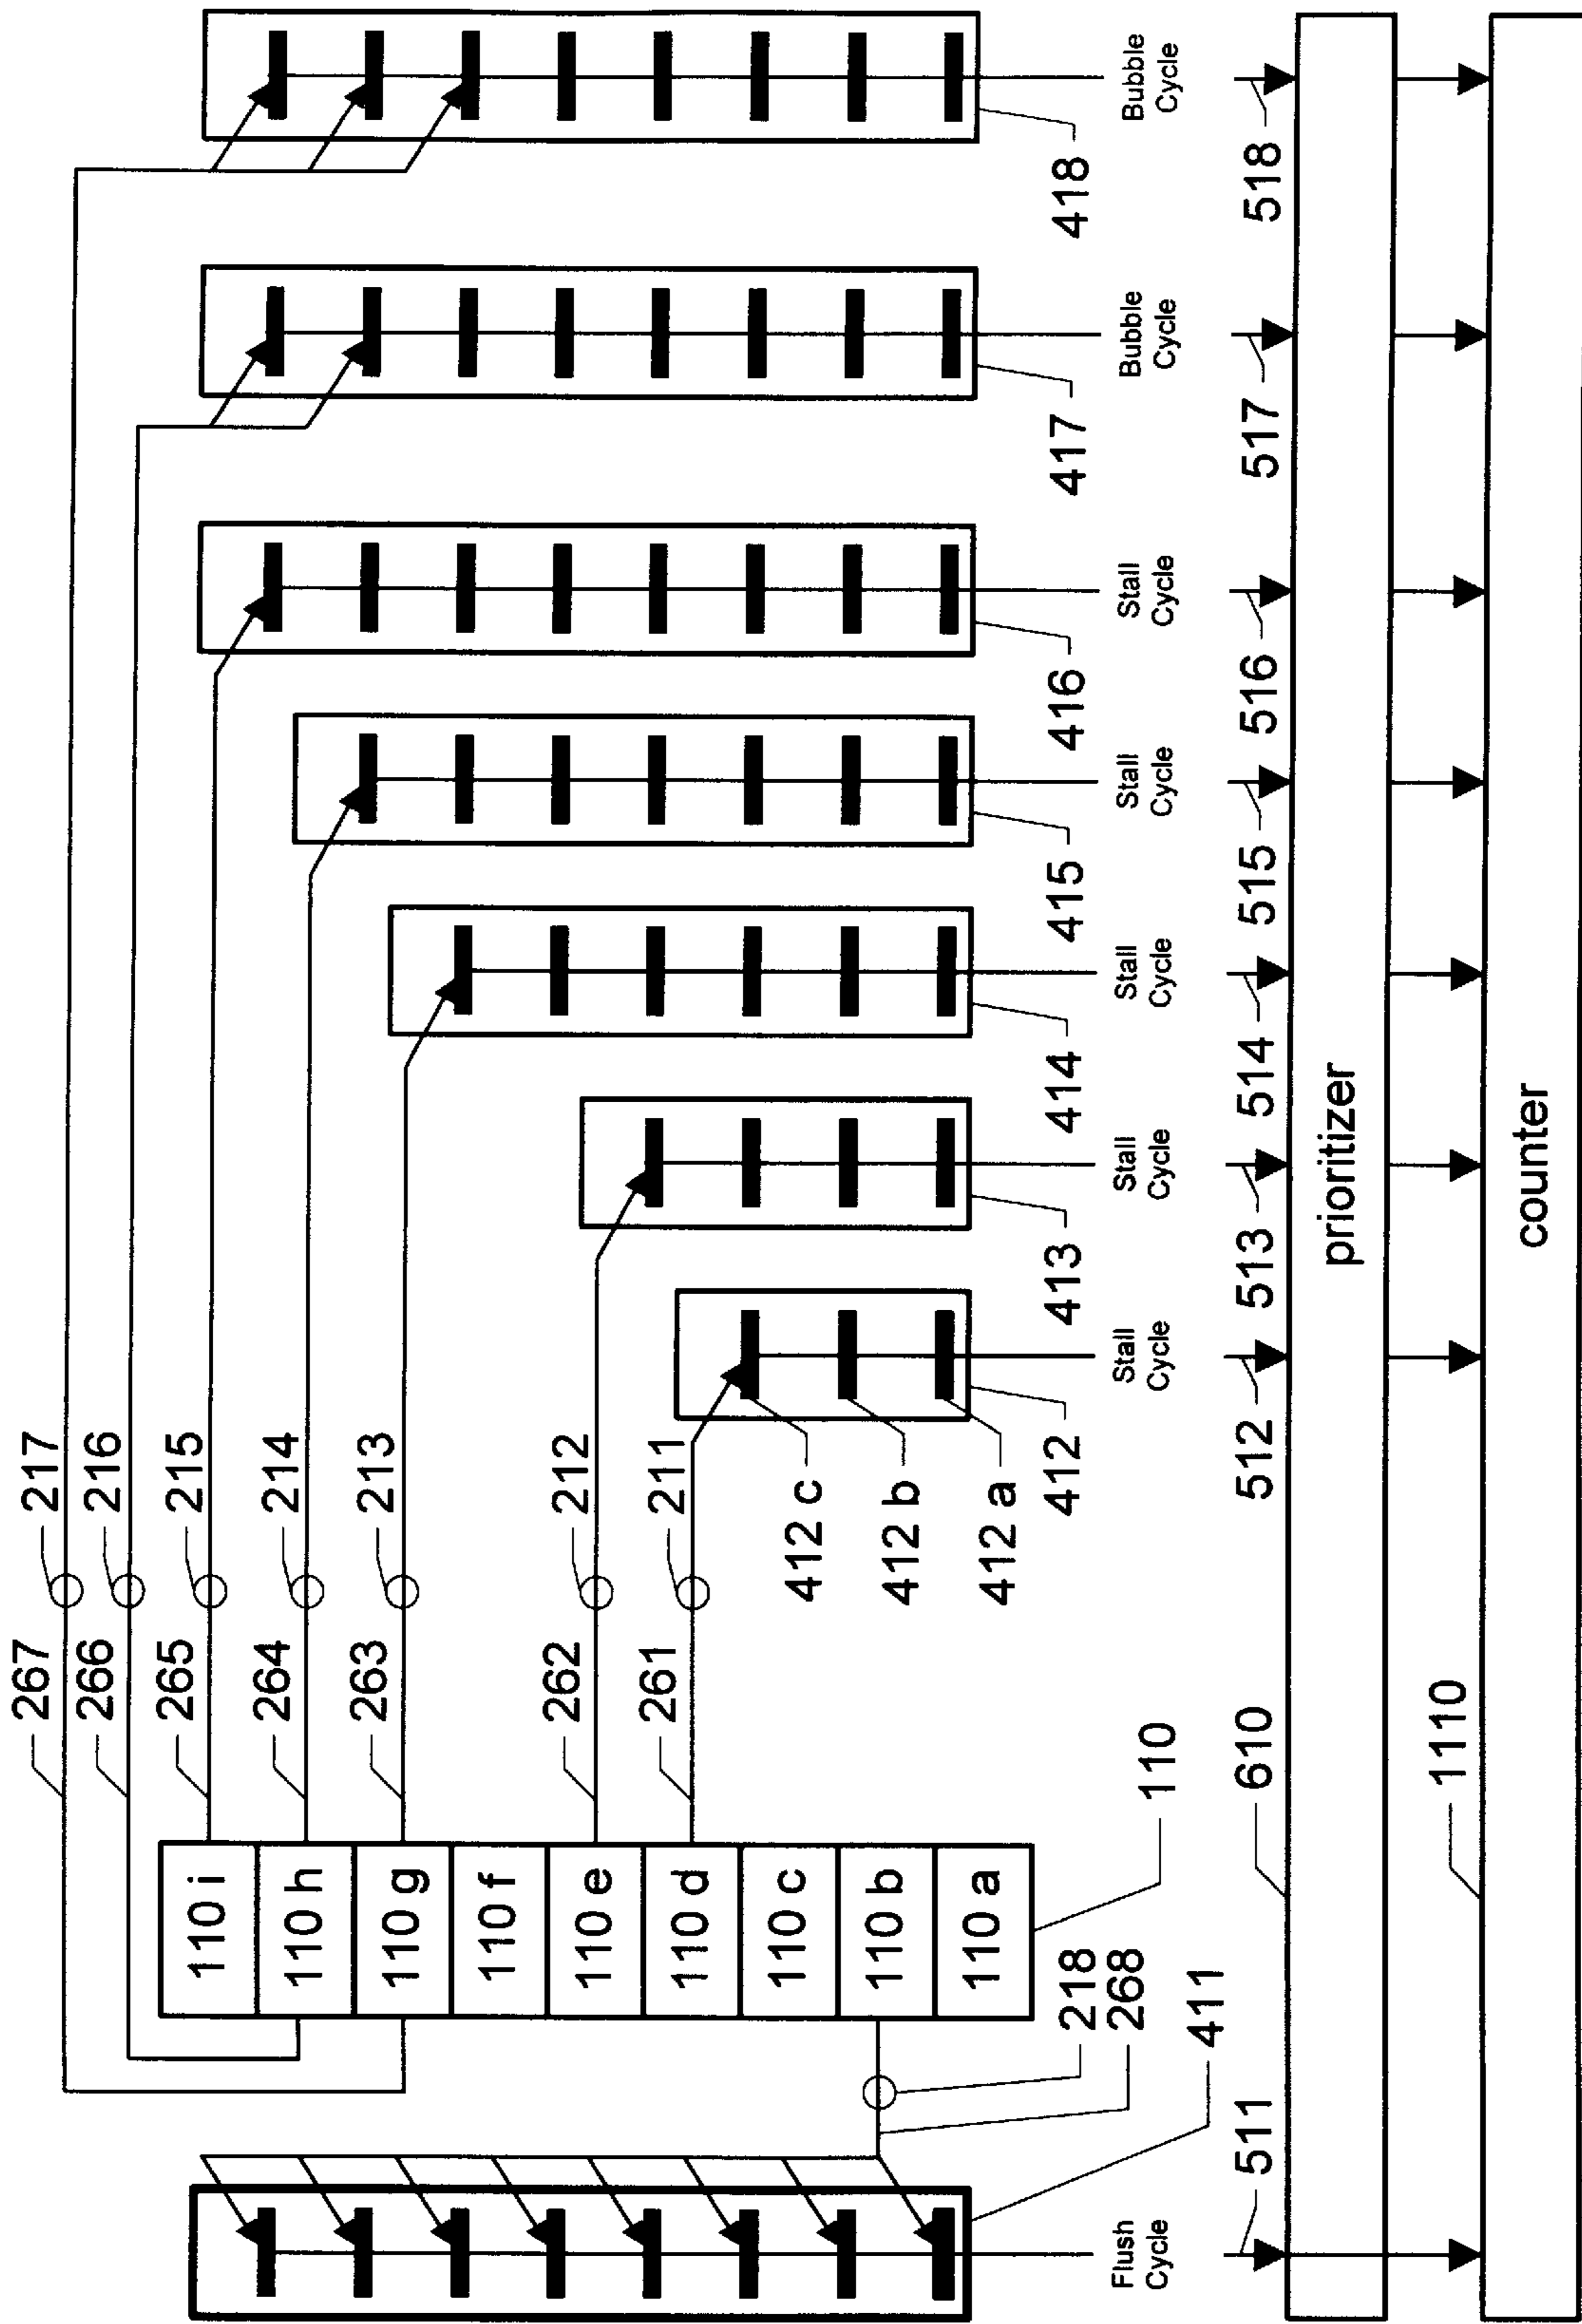 267
217
266
216
265
215
264
214
263
213
262
212
261
211
110 i
110 h
110 g
110 f
110 e
110 d
110 c
110 b
110 a
110
218
268
411
412 c
412 b
412 a
412
413
414
415
416
417
418
Flush
Cycle
Stall
Cycle
Stall
Cycle
Stall
Cycle
Stall
Cycle
Stall
Cycle
Bubble
Cycle
Bubble
Cycle
511
610
512
513
514
515
516
517
518
prioritizer
1110
counter